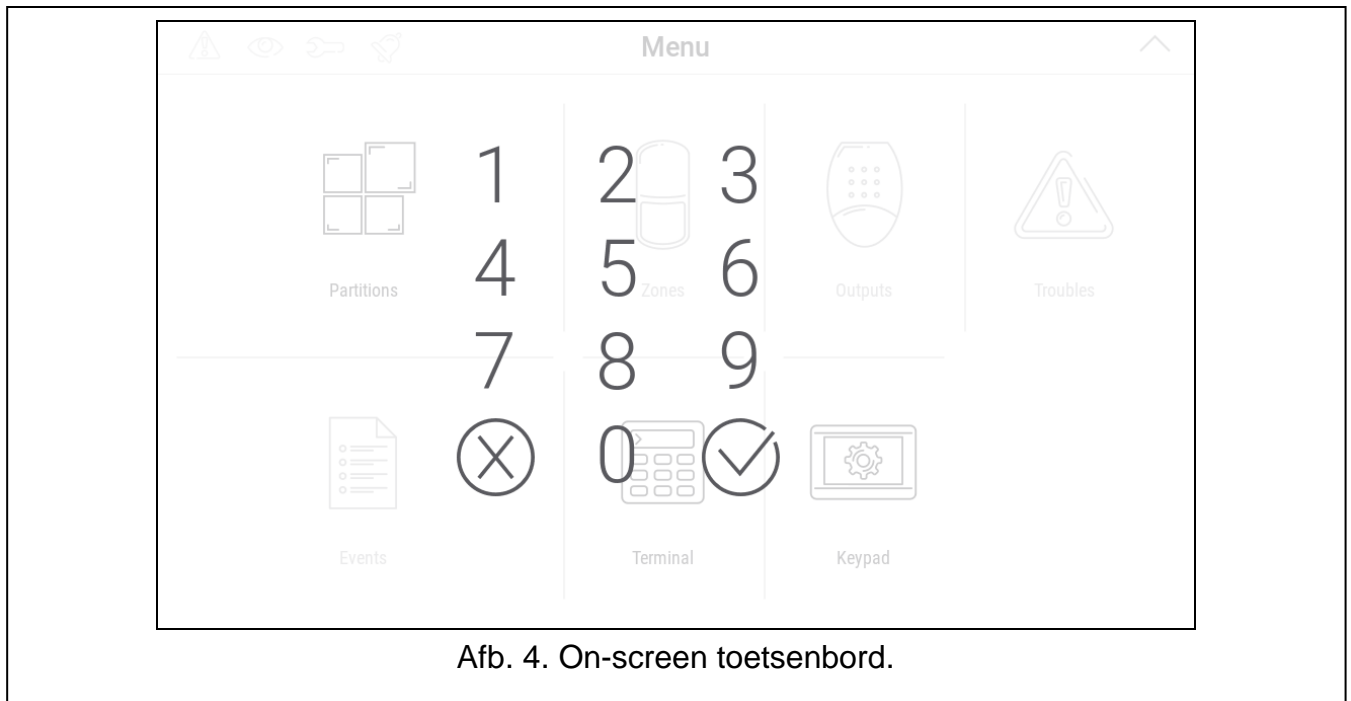 Menu
1 2 3
4 5 6
Partitions Zones Outputs Troubles
7 8 9
0
Events Terminal Keypad
Afb. 4. On-screen toetsenbord.